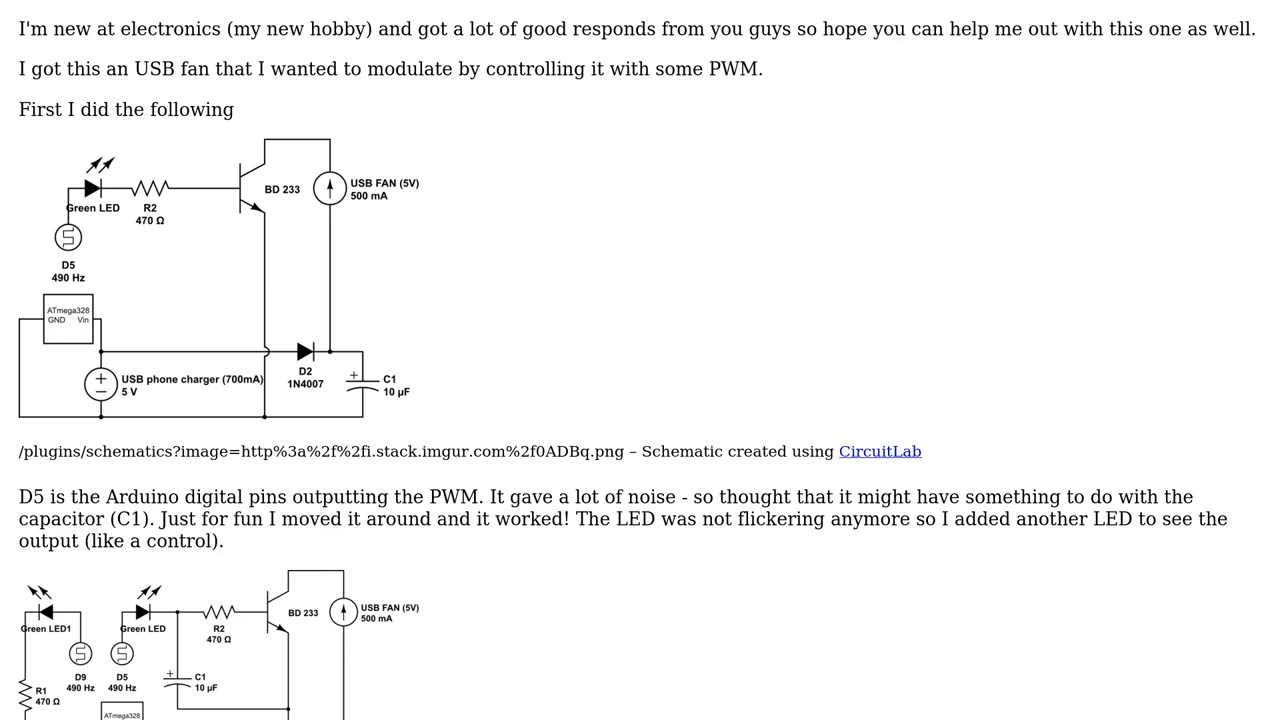 I'm new at electronics (my new hobby) and got a lot of good responds from you guys so hope you can help me out with this one as well.
I got this an USB fan that I wanted to modulate by controlling it with some PWM.
First I did the following
BD 233
USB FAN (5V)
500 mA
Green LED
R2
470 Ω
D5
490 Hz
ATmega328
GND Vin
USB phone charger (700mA)
5 V
D2
1N4007
C1
10 µF
/plugins/schematics?image=http%3a%2f%2fi.stack.imgur.com%2f0ADBq.png – Schematic created using CircuitLab
D5 is the Arduino digital pins outputting the PWM. It gave a lot of noise - so thought that it might have something to do with the
capacitor (C1). Just for fun I moved it around and it worked! The LED was not flickering anymore so I added another LED to see the
output (like a control).
BD 233
USB FAN (5V)
500 mA
Green LED1
Green LED
R2
470 Ω
D9
490 Hz
D5
490 Hz
C1
10 µF
R1
470 Ω
ATmega328